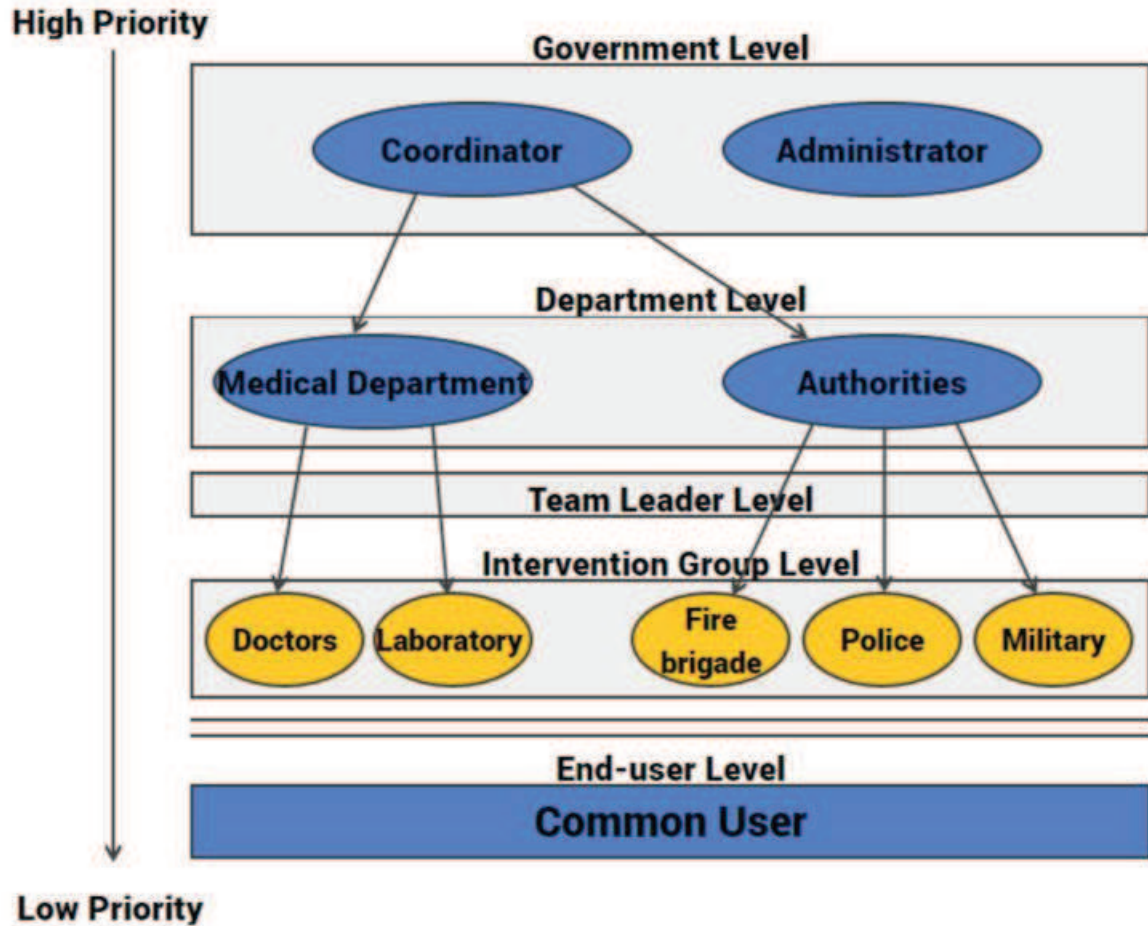 High Priority
Government Level
Coordinator
Administrator
Department Level
Medical Department
Authorities
Team Leader Level
Intervention Group Level
Doctors
Laboratory
Fire
brigade
Police
Military
End-user Level
Common User
Low Priority